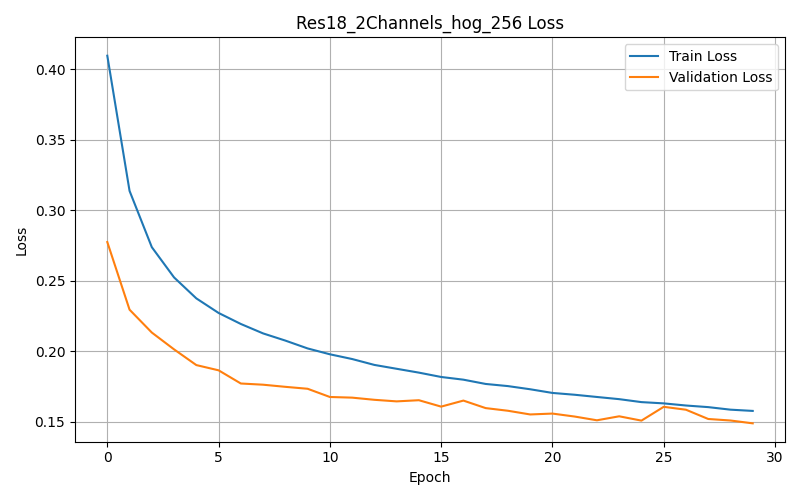 Res18_2Channels_hog_256 Loss
Train Loss
Validation Loss
0.40
0.35
0.30
0.25
0.20
0.15
Loss
0 5 10 15 20 25 30
Epoch